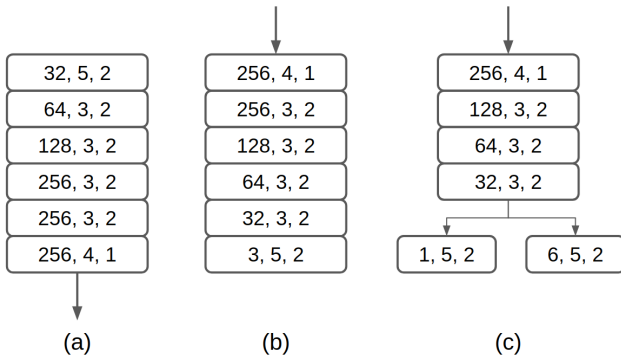 32, 5, 2
64, 3, 2
128, 3, 2
256, 3, 2
256, 3, 2
256, 4, 1
(a)
256, 4, 1
256, 3, 2
128, 3, 2
64, 3, 2
32, 3, 2
3, 5, 2
(b)
256, 4, 1
128, 3, 2
64, 3, 2
32, 3, 2
1, 5, 2
6, 5, 2
(c)